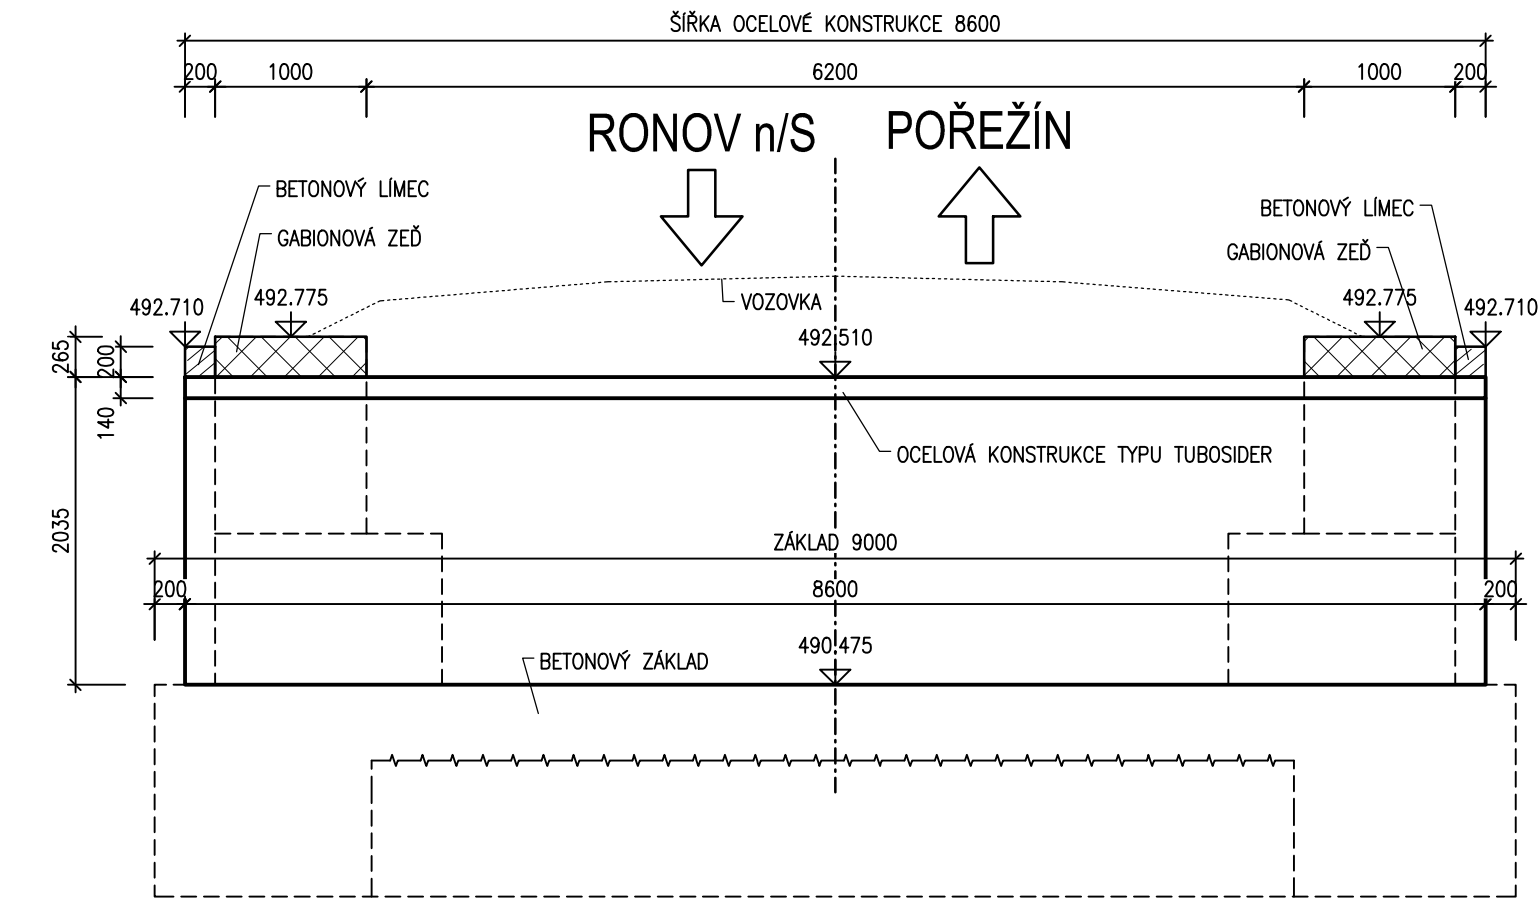 ŠÍŘKA OCELOVÉ KONSTRUKCE 8600
200 1000 6200 1000 200
RONOV n/S POŘEŽÍN
BETONOVÝ LÍMEC
BETONOVÝ LÍMEC
GABIONOVÁ ZEĎ
GABIONOVÁ ZEĎ
492.710 492.775 VOZOVKA 492.775 492.710
492.510
265 200
140
OCELOVÁ KONSTRUKCE TYPU TUBOSIDER
2035
ZÁKLAD 9000
200 8600 200
490.475
BETONOVÝ ZÁKLAD